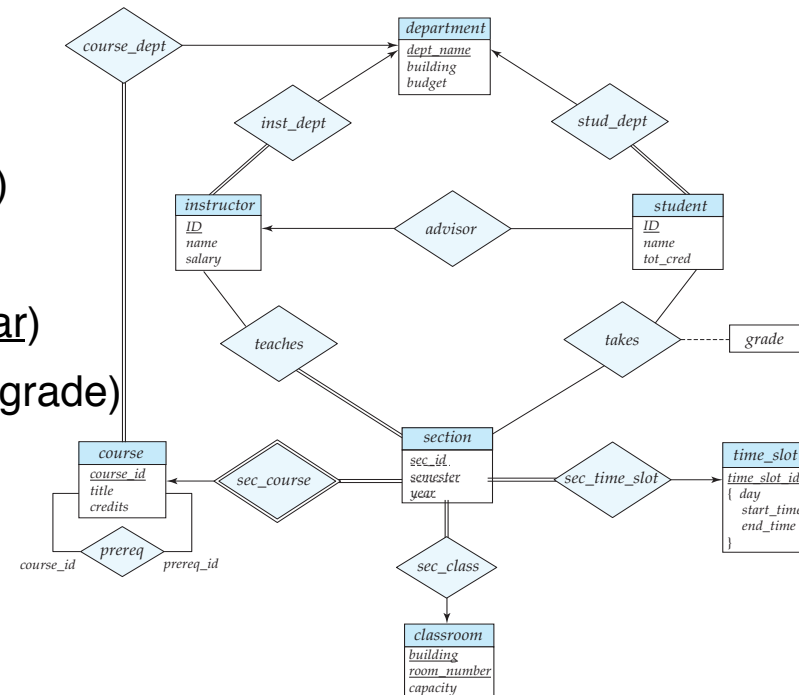 department
course_dept
dept_name
building
budget
inst_dept
stud_dept
)
instructor
student
ID
ID
name
advisor
name
salary
tot_cred
ar)
teaches
takes
grade
grade)
section
course
sec_id
time_slot
course_id
semester
time_slot_id
title
sec_course
year
sec_time_slot
{ day
credits
start_time
end_time
}
prereq
course_id
prereq_id
sec_class
classroom
building
room_number
capacity